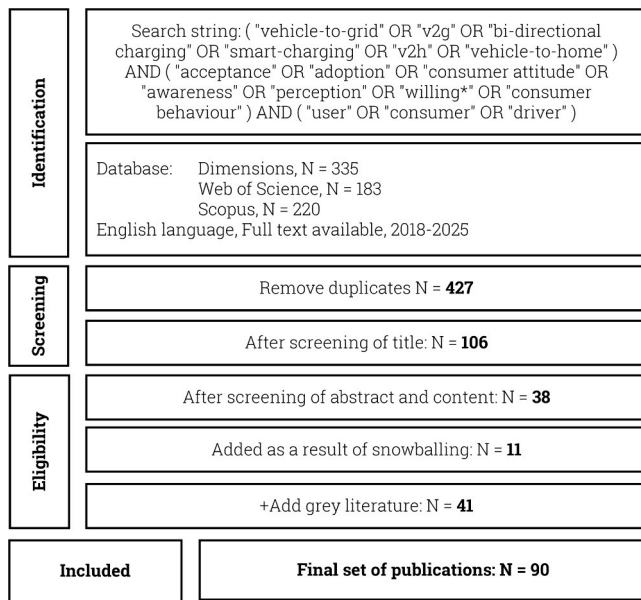 Identification
Search string: ( "vehicle-to-grid" OR "v2g" OR "bi-directional
charging" OR "smart-charging" OR "v2h" OR "vehicle-to-home" )
AND ( "acceptance" OR "adoption" OR "consumer attitude" OR
"awareness" OR "perception" OR "willing*" OR "consumer
behaviour" ) AND ( "user" OR "consumer" OR "driver" )
Database: Dimensions, N = 335
Web of Science, N = 183
Scopus, N = 220
English language, Full text available, 2018-2025
Screening
Remove duplicates N = 427
After screening of title: N = 106
Eligibility
After screening of abstract and content: N = 38
Added as a result of snowballing: N = 11
+Add grey literature: N = 41
Included
Final set of publications: N = 90